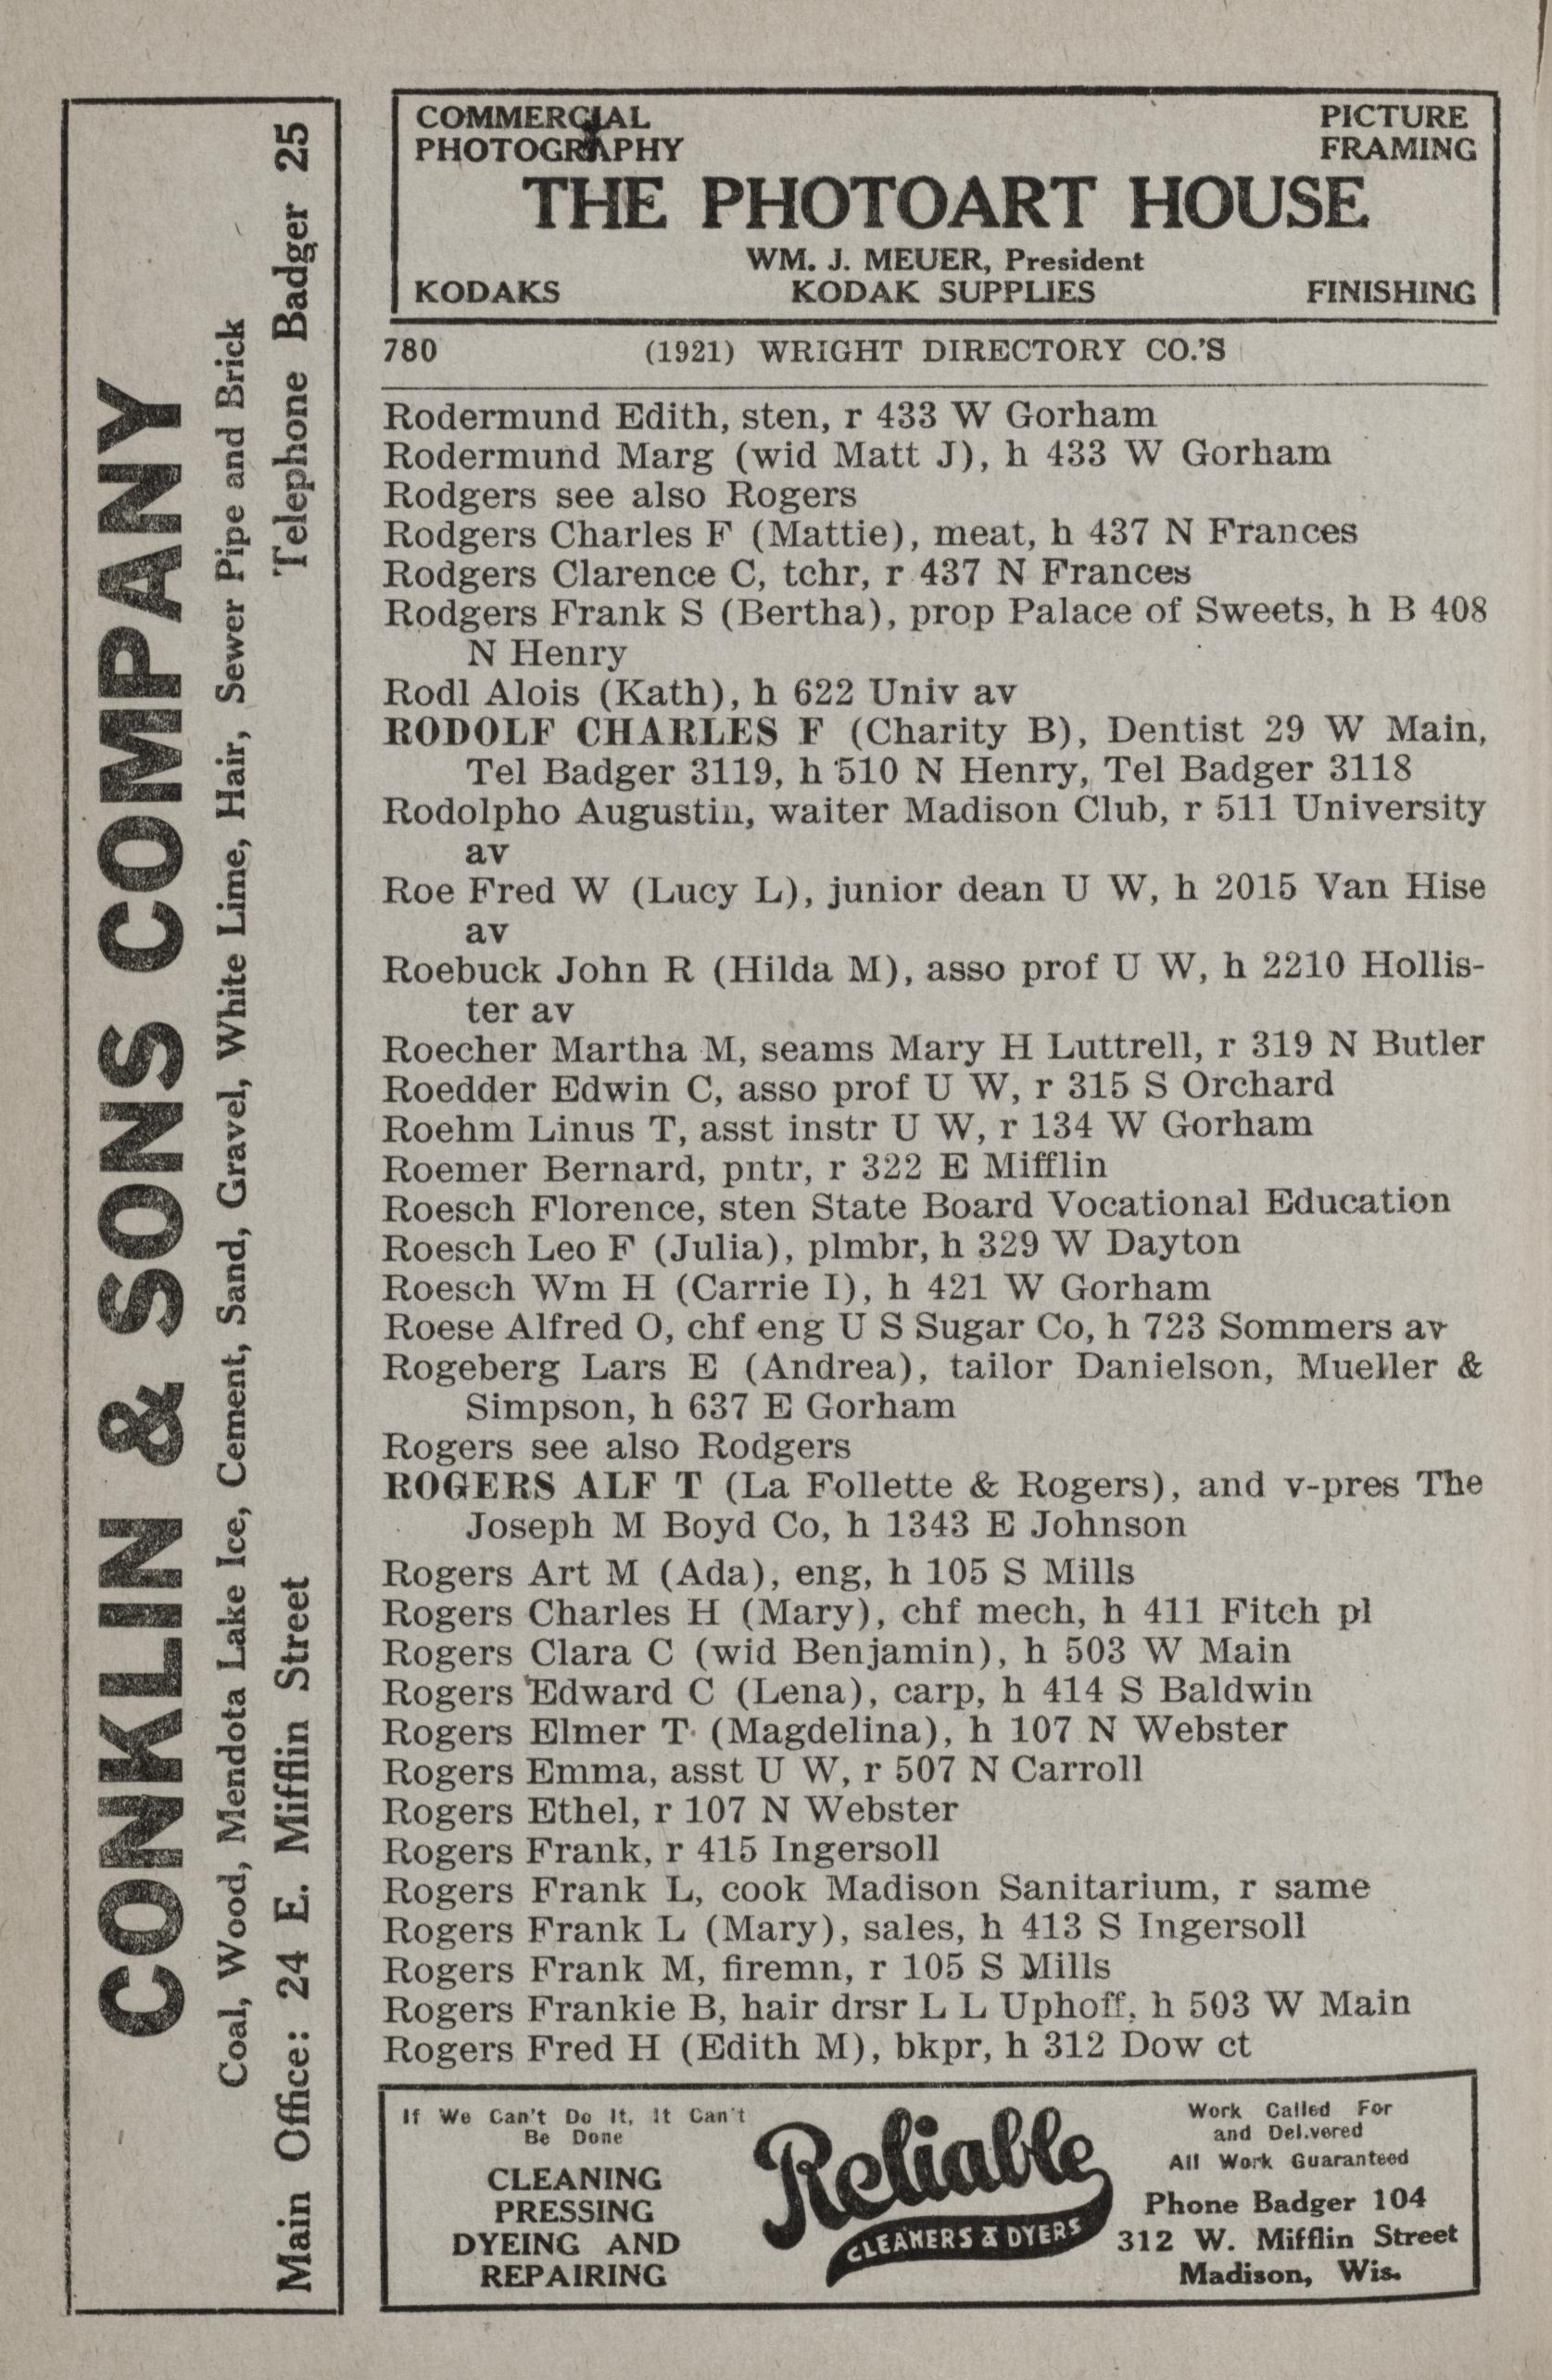 COMMERCIAL
PHOTOGRAPHY
PICTURE
FRAMING
THE PHOTOART HOUSE
WM. J. MEUER, President
KODAKS KODAK SUPPLIES FINISHING
780 (1921) WRIGHT DIRECTORY CO.'S
Rodermund Edith, sten, r 433 W Gorham
Rodermund Marg (wid Matt J), h 433 W Gorham
Rodgers see also Rogers
Rodgers Charles F (Mattie), meat, h 437 N Frances
Rodgers Clarence C, tchr, r 437 N Frances
Rodgers Frank S (Bertha), prop Palace of Sweets, h B 408
N Henry
Rodl Alois (Kath), h 622 Univ av
RODOLF CHARLES F (Charity B), Dentist 29 W Main,
Tel Badger 3119, h 510 N Henry, Tel Badger 3118
Rodolpho Augustin, waiter Madison Club, r 511 University
av
Roe Fred W (Lucy L), junior dean U W, h 2015 Van Hise
av
Roebuck John R (Hilda M), asso prof U W, h 2210 Hollis-
ter av
Roecher Martha M, seams Mary H Luttrell, r 319 N Butler
Roedder Edwin C, asso prof U W, r 315 S Orchard
Roehm Linus T, asst instr U W, r 134 W Gorham
Roemer Bernard, pntr, r 322 E Mifflin
Roesch Florence, sten State Board Vocational Education
Roesch Leo F (Julia), plmbr, h 329 W Dayton
Roesch Wm H (Carrie I), h 421 W Gorham
Roese Alfred O, chf eng U S Sugar Co, h 723 Sommers av
Rogeberg Lars E (Andrea), tailor Danielson, Mueller &
Simpson, h 637 E Gorham
Rogers see also Rodgers
ROGERS ALF T (La Follette & Rogers), and v-pres The
Joseph M Boyd Co, h 1343 E Johnson
Rogers Art M (Ada), eng, h 105 S Mills
Rogers Charles H (Mary), chf mech, h 411 Fitch pl
Rogers Clara C (wid Benjamin), h 503 W Main
Rogers Edward C (Lena), carp, h 414 S Baldwin
Rogers Elmer T (Magdelina), h 107 N Webster
Rogers Emma, asst U W, r 507 N Carroll
Rogers Ethel, r 107 N Webster
Rogers Frank, r 415 Ingersoll
Rogers Frank L, cook Madison Sanitarium, r same
Rogers Frank L (Mary), sales, h 413 S Ingersoll
Rogers Frank M, firemn, r 105 S Mills
Rogers Frankie B, hair drsr L L Uphoff, h 503 W Main
Rogers Fred H (Edith M), bkpr, h 312 Dow ct
If We Can't Do It, It Can't
Be Done
CLEANING
PRESSING
DYEING AND
REPAIRING
Reliable
CLEANERS & DYERS
Work Called For
and Del.vered
All Work Guaranteed
Phone Badger 104
312 W. Mifflin Street
Madison, Wis.
CONKLIN & SONS COMPANY
Coal, Wood, Mendota Lake Ice, Cement, Sand, Gravel, White Lime, Hair, Sewer Pipe and Brick
Main Office: 24 E. Mifflin Street Telephone Badger 25